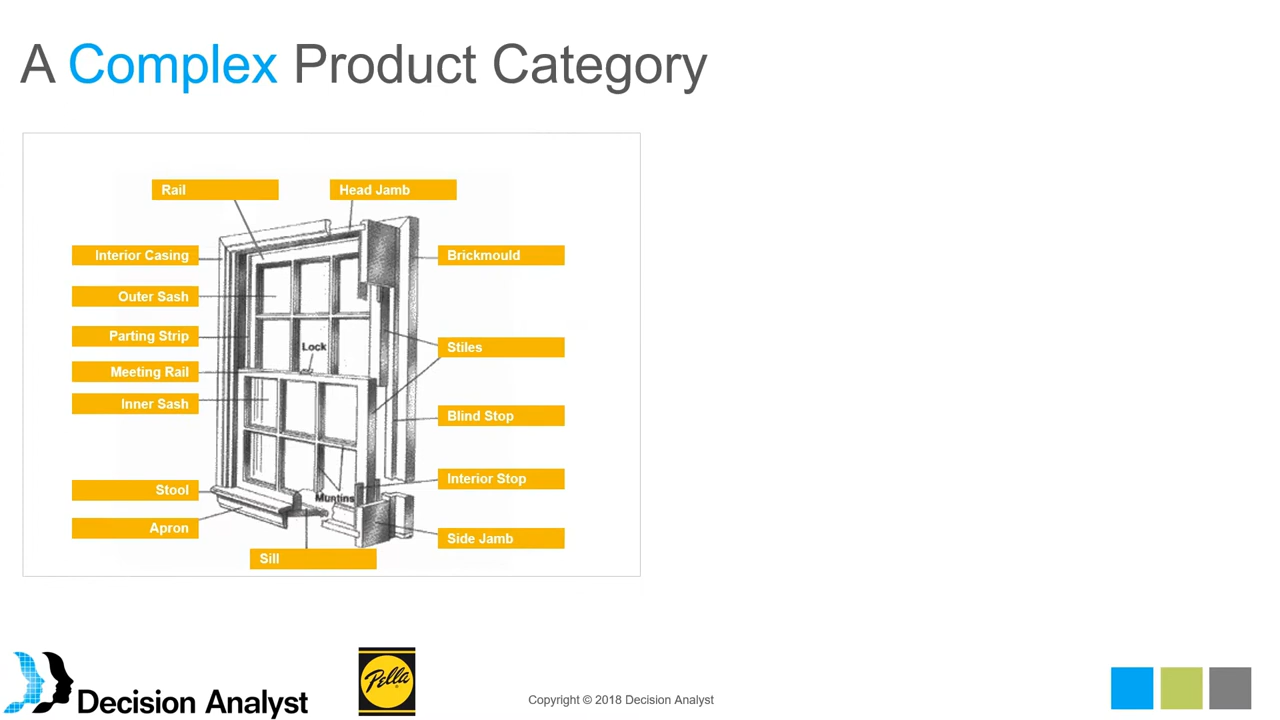 A Complex Product Category
Rail
Head Jamb
Interior Casing
Brickmould
Outer Sash
Parting Strip
Lock
Stiles
Meeting Rail
Inner Sash
Blind Stop
Interior Stop
Stool
Muntins
Apron
Side Jamb
Sill
Decision Analyst
Pella
®
Copyright © 2018 Decision Analyst